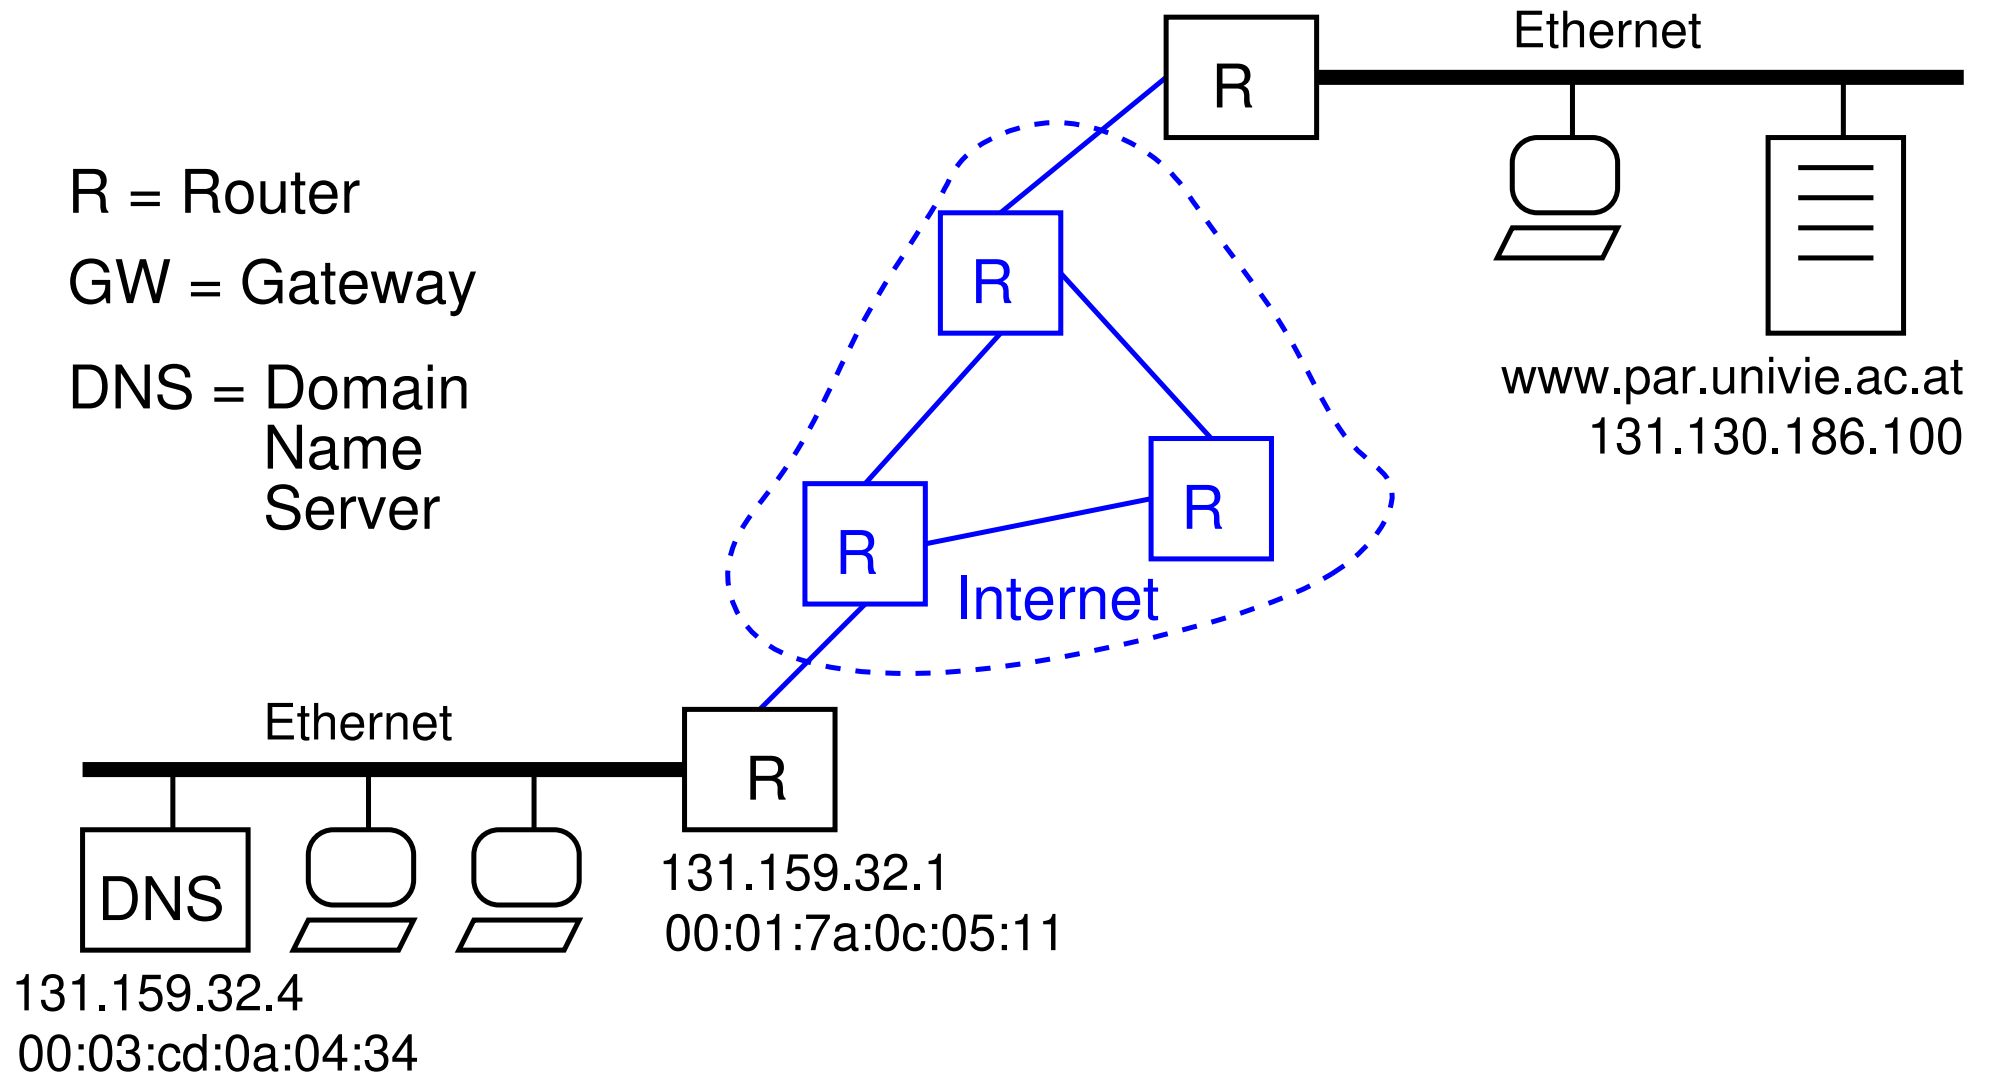 Ethernet
R
R = Router
GW = Gateway
DNS = Domain
Name
Server
R
www.par.univie.ac.at
131.130.186.100
R
R
Internet
Ethernet
R
DNS
131.159.32.1
00:01:7a:0c:05:11
131.159.32.4
00:03:cd:0a:04:34